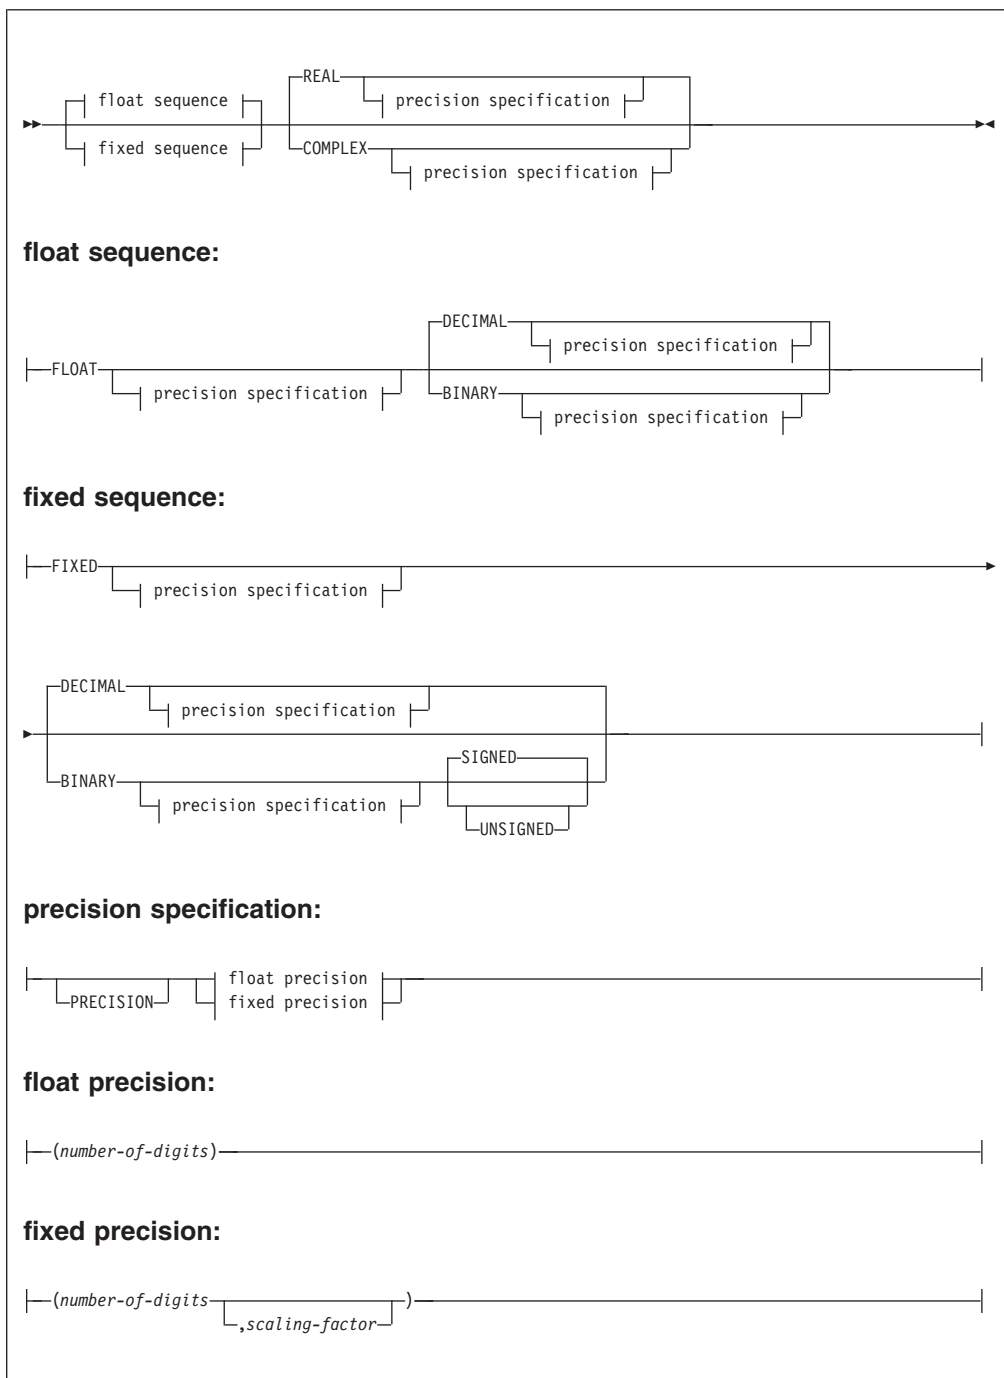 REAL
float sequence
precision specification
fixed sequence
COMPLEX
precision specification
float sequence:
DECIMAL
precision specification
FLOAT
precision specification
BINARY
precision specification
fixed sequence:
FIXED
precision specification
DECIMAL
precision specification
SIGNED
BINARY
precision specification
UNSIGNED
precision specification:
float precision
PRECISION
fixed precision
float precision:
(number-of-digits)
fixed precision:
(number-of-digits
)
,scaling-factor